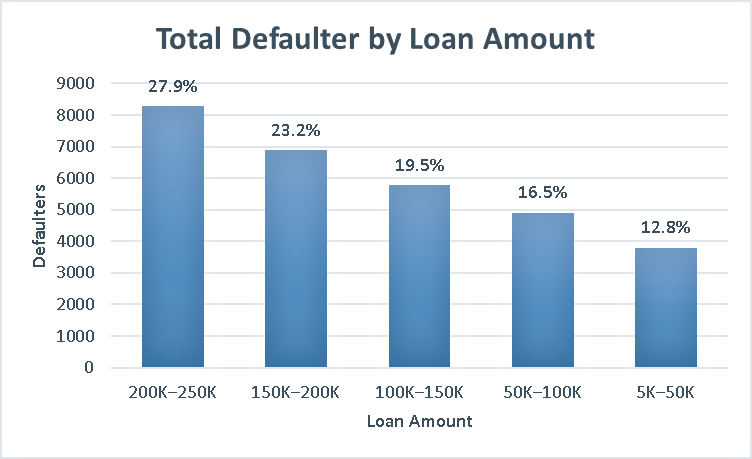 Total Defaulter by Loan Amount
9000
8000
7000
6000
5000
4000
3000
2000
1000
0
Defaulters
27.9%
23.2%
19.5%
16.5%
12.8%
200K–250K
150K–200K
100K–150K
50K–100K
5K–50K
Loan Amount